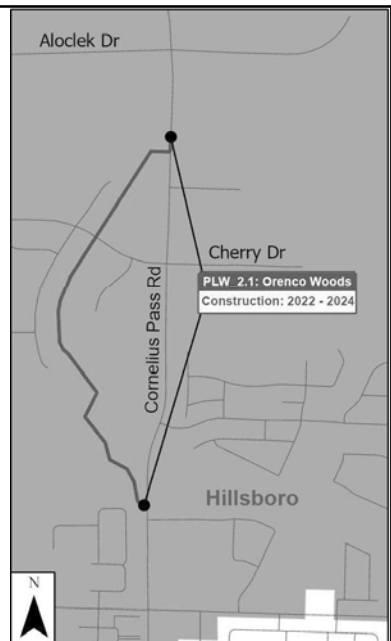 Aloclek Dr
Cherry Dr
PLW_2.1: Orenco Woods
Construction: 2022 - 2024
Cornelius Pass Rd
Hillsboro
N